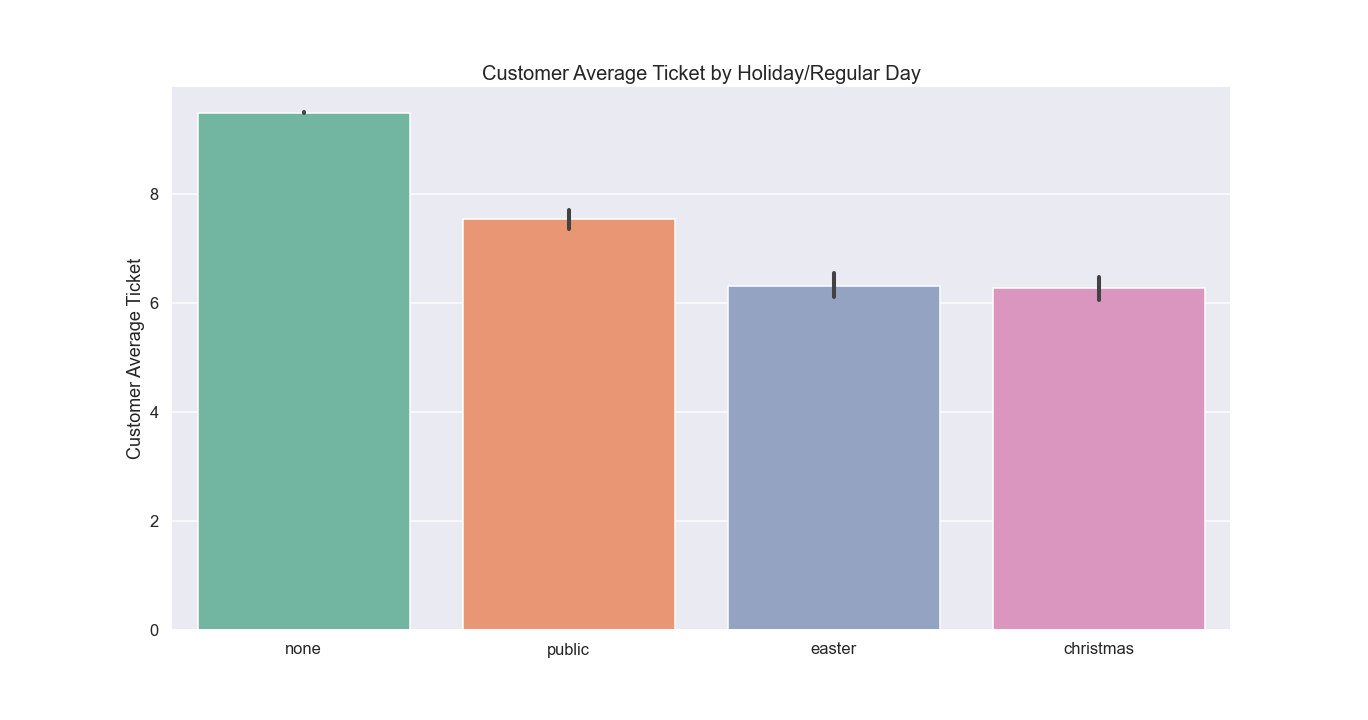 Customer Average Ticket by Holiday/Regular Day
Customer Average Ticket
8
6
4
2
0
none
public
easter
christmas